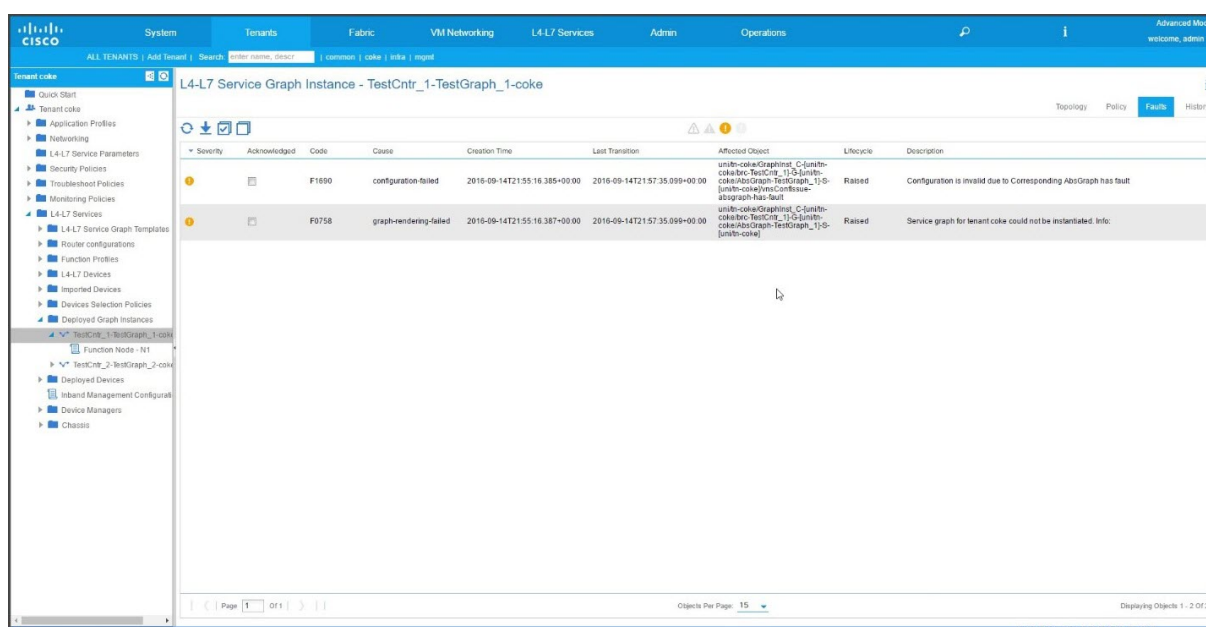 CISCO
System
Tenants
Fabric
VM Networking
L4-L7 Services
Admin
Operations
i
Advanced Mod
welcome, admin
ALL TENANTS | Add Tenant | Search: enter name, descr | common | coke | infra | mgmt
Tenant coke
Quick Start
Tenant coke
Application Profiles
Networking
L4-L7 Service Parameters
Security Policies
Troubleshoot Policies
Monitoring Policies
L4-L7 Services
L4-L7 Service Graph Templates
Router configurations
Function Profiles
L4-L7 Devices
Imported Devices
Devices Selection Policies
Deployed Graph Instances
TestCntr_1-TestGraph_1-coke
Function Node - N1
TestCntr_2-TestGraph_2-coke
Deployed Devices
Inband Management Configurati
Device Managers
Chassis
L4-L7 Service Graph Instance - TestCntr_1-TestGraph_1-coke
Topology
Policy
Faults
Histor
Severity Acknowledged Code Cause Creation Time Last Transition Affected Object Lifecycle Description
F1690 configuration-failed 2016-09-14T21:55:16.385+00:00 2016-09-14T21:57:35.099+00:00
uni/tn-coke/GraphInst_C-[uni/tn-
coke/brc-TestCntr_1]-G-[uni/tn-
coke/AbsGraph-TestGraph_1]-S-
[uni/tn-coke]/vnsConfIssue-
absgraph-has-fault
Raised Configuration is invalid due to Corresponding AbsGraph has fault
F0758 graph-rendering-failed 2016-09-14T21:55:16.387+00:00 2016-09-14T21:57:35.099+00:00
uni/tn-coke/GraphInst_C-[uni/tn-
coke/brc-TestCntr_1]-G-[uni/tn-
coke/AbsGraph-TestGraph_1]-S-
[uni/tn-coke]
Raised Service graph for tenant coke could not be instantiated. Info:
Page 1 Of 1
Objects Per Page: 15
Displaying Objects 1 - 2 Of